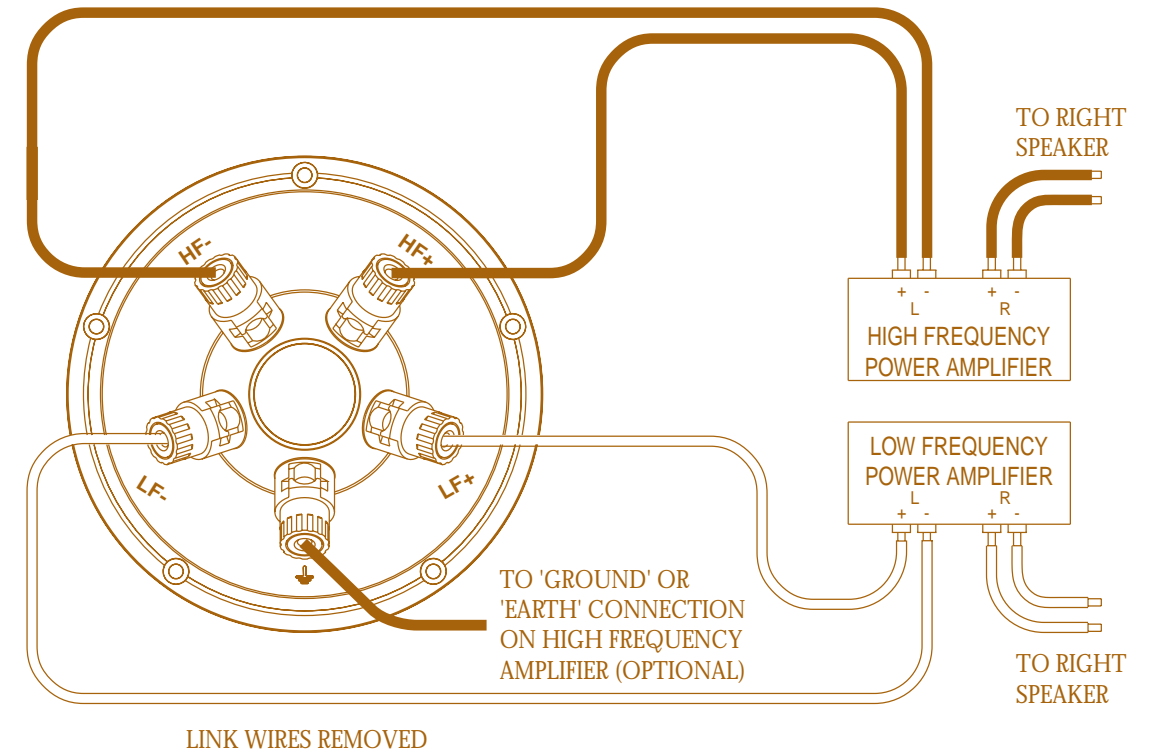 TO RIGHT
SPEAKER
HF-
HF+
+ - + -
L R
HIGH FREQUENCY
POWER AMPLIFIER
LOW FREQUENCY
POWER AMPLIFIER
L R
+ - + -
LF-
LF+
TO 'GROUND' OR
'EARTH' CONNECTION
ON HIGH FREQUENCY
AMPLIFIER (OPTIONAL)
TO RIGHT
SPEAKER
LINK WIRES REMOVED